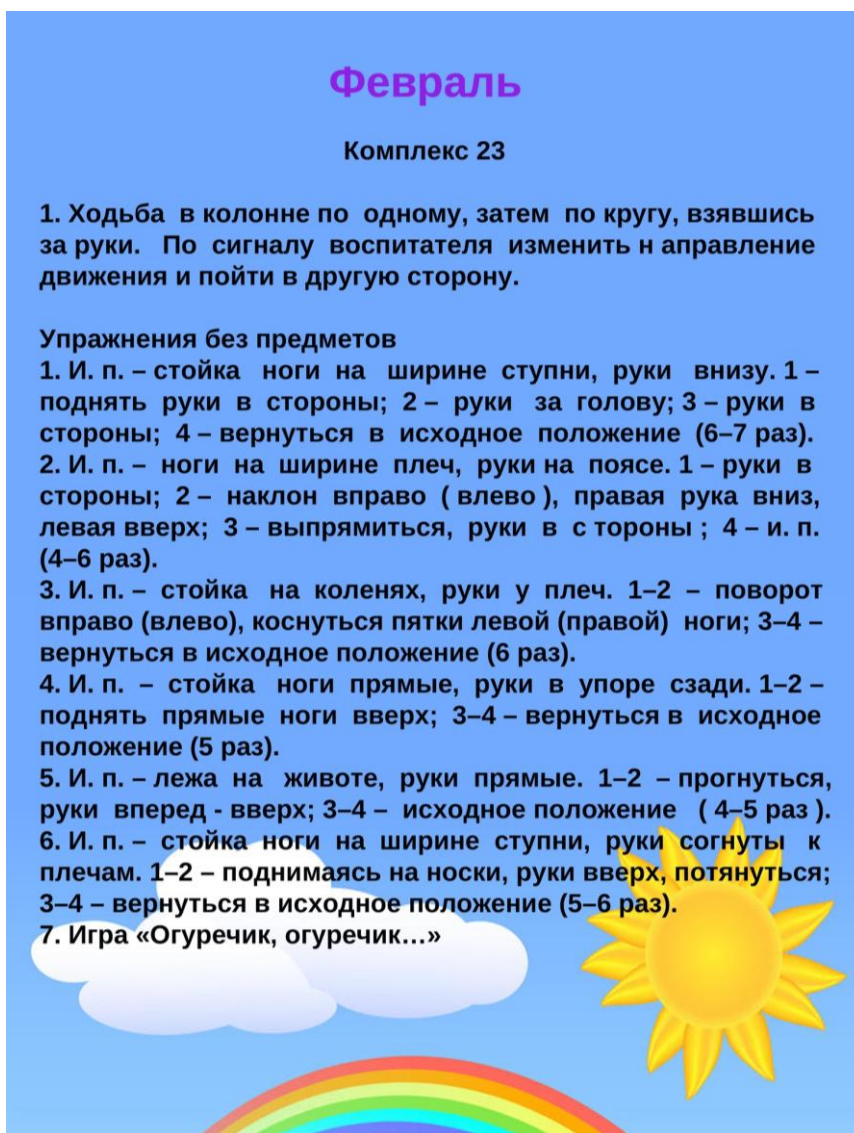 Февраль
Комплекс 23
1. Ходьба в колонне по одному, затем по кругу, взявшись
за руки. По сигналу воспитателя изменить н аправление
движения и пойти в другую сторону.
Упражнения без предметов
1. И. п. – стойка ноги на ширине ступни, руки внизу. 1 –
поднять руки в стороны; 2 – руки за голову; 3 – руки в
стороны; 4 – вернуться в исходное положение (6–7 раз).
2. И. п. – ноги на ширине плеч, руки на поясе. 1 – руки в
стороны; 2 – наклон вправо ( влево ), правая рука вниз,
левая вверх; 3 – выпрямиться, руки в с тороны ; 4 – и. п.
(4–6 раз).
3. И. п. – стойка на коленях, руки у плеч. 1–2 – поворот
вправо (влево), коснуться пятки левой (правой) ноги; 3–4 –
вернуться в исходное положение (6 раз).
4. И. п. – стойка ноги прямые, руки в упоре сзади. 1–2 –
поднять прямые ноги вверх; 3–4 – вернуться в исходное
положение (5 раз).
5. И. п. – лежа на животе, руки прямые. 1–2 – прогнуться,
руки вперед - вверх; 3–4 – исходное положение ( 4–5 раз ).
6. И. п. – стойка ноги на ширине ступни, руки согнуты к
плечам. 1–2 – поднимаясь на носки, руки вверх, потянуться;
3–4 – вернуться в исходное положение (5–6 раз).
7. Игра «Огуречик, огуречик…»